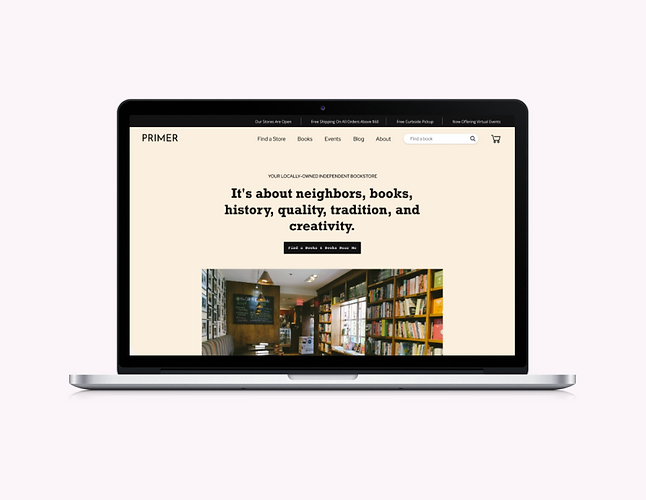 Our Stores Are Open
Free Shipping On All Orders Above $60
Free Curbside Pickup
Now Offering Virtual Events
PRIMER
Find a Store
Books
Events
Blog
About
Find a book
YOUR LOCALLY-OWNED INDEPENDENT BOOKSTORE
It's about neighbors, books,
history, quality, tradition, and
creativity.
Find a Books & Books Near Me